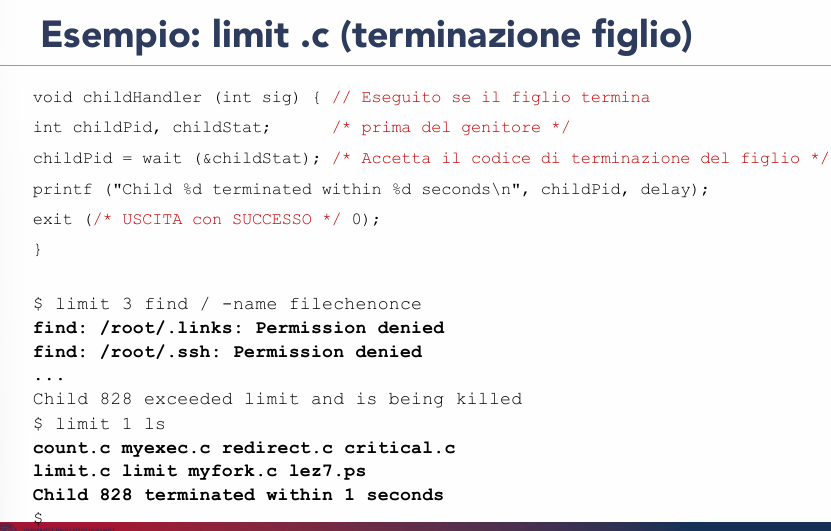 Esempio: limit .c (terminazione figlio)
void childHandler (int sig) { // Eseguito se il figlio termina
int childPid, childStat; /* prima del genitore */
childPid = wait (&childStat); /* Accetta il codice di terminazione del figlio */
printf ("Child %d terminated within %d seconds\n", childPid, delay);
exit (/* USCITA con SUCCESSO */ 0);
}
$ limit 3 find / -name filechenonce
find: /root/.links: Permission denied
find: /root/.ssh: Permission denied
...
Child 828 exceeded limit and is being killed
$ limit 1 ls
count.c myexec.c redirect.c critical.c
limit.c limit myfork.c lez7.ps
Child 828 terminated within 1 seconds
$